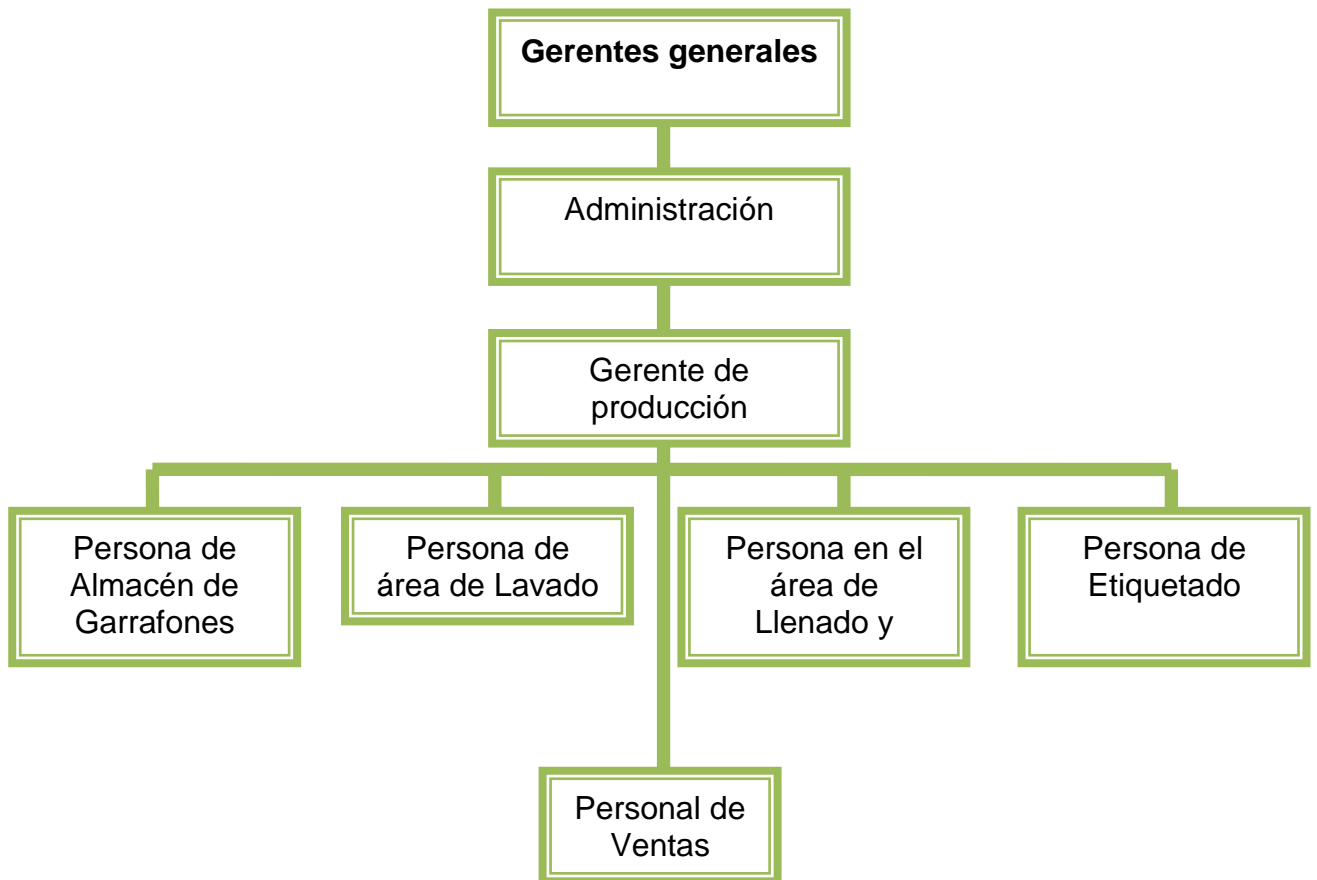 Gerentes generales
Administración
Gerente de
producción
Persona de
Almacén de
Garrafones
Persona de
área de Lavado
Persona en el
área de
Llenado y
Persona de
Etiquetado
Personal de
Ventas